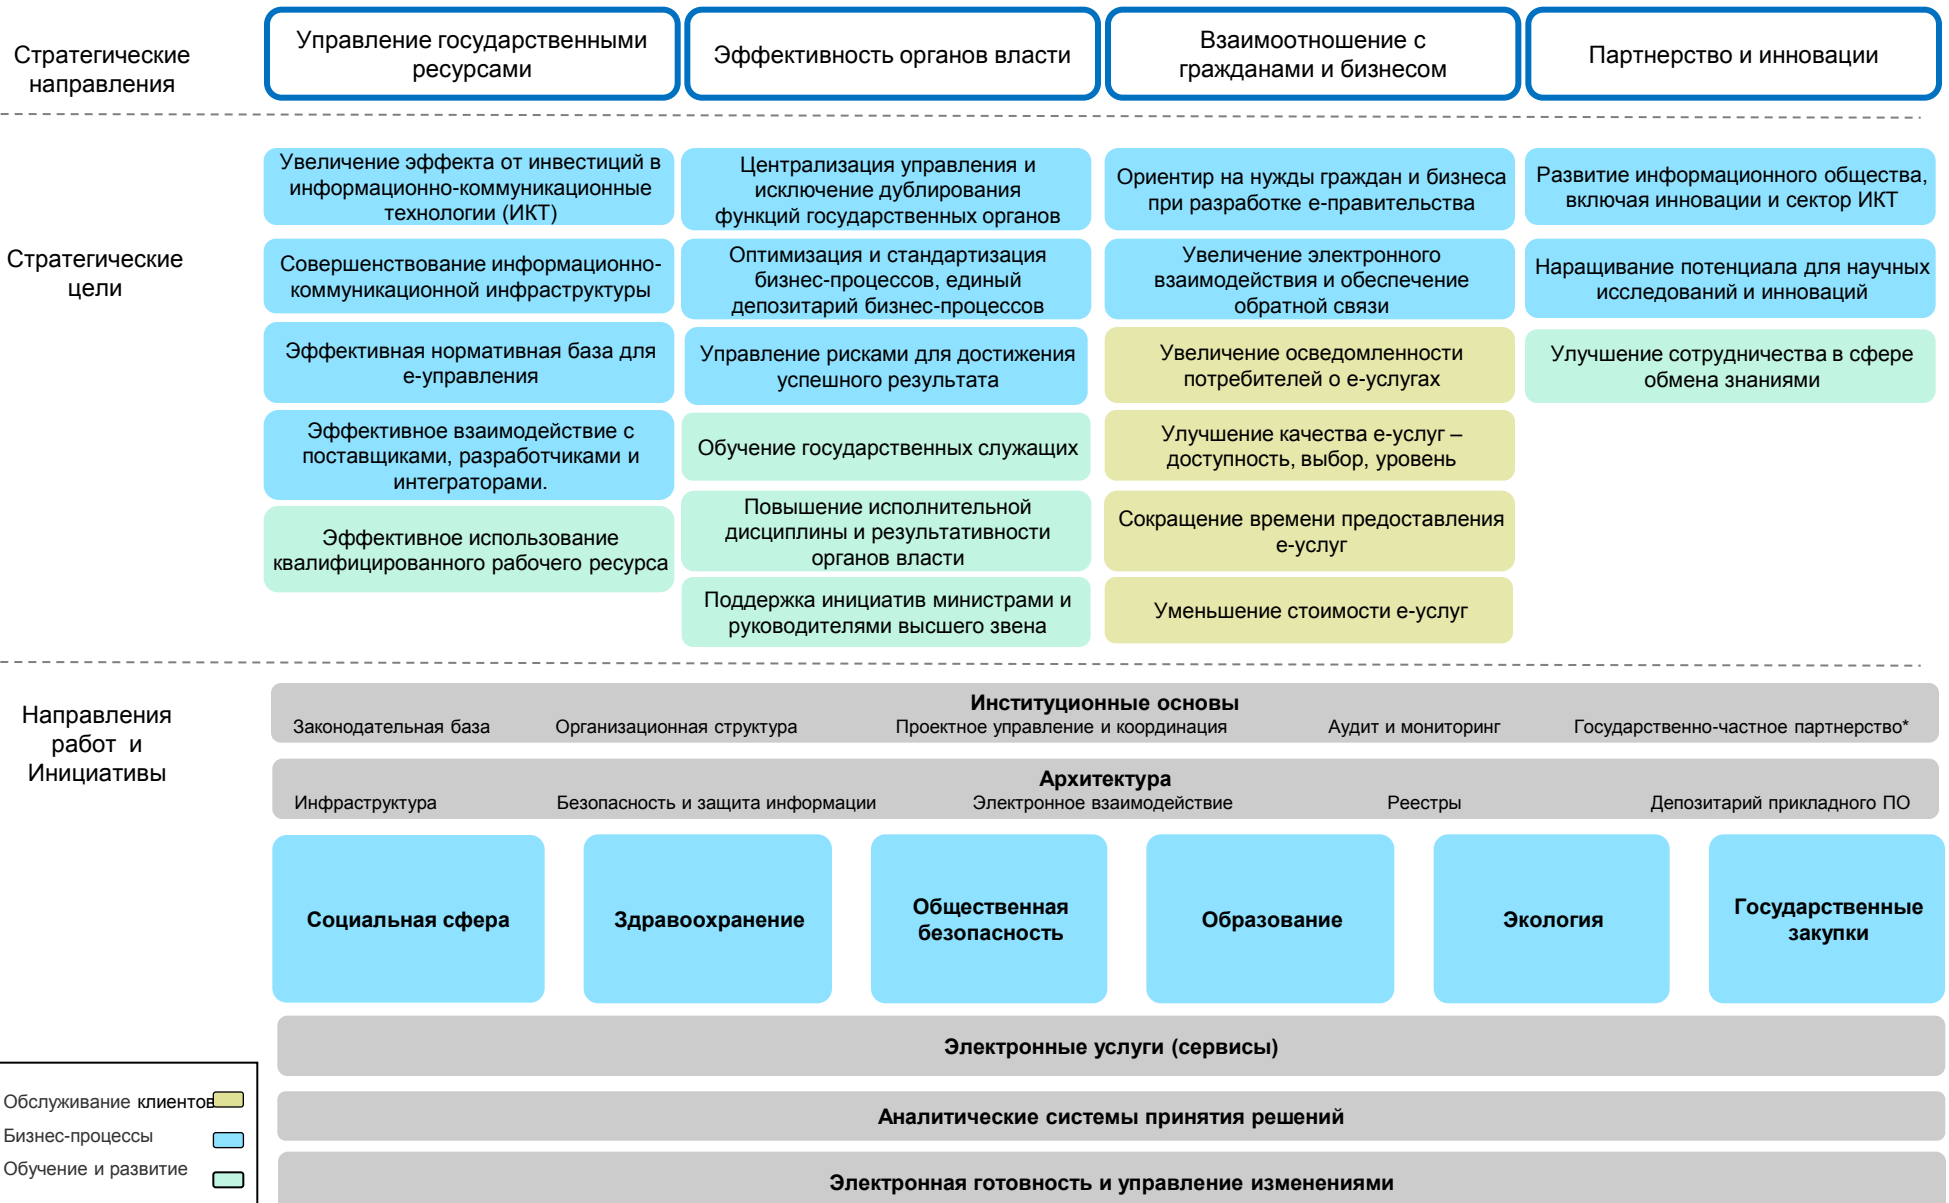 Стратегические
направления
Управление государственными
ресурсами
Эффективность органов власти
Взаимоотношение с
гражданами и бизнесом
Партнерство и инновации
Стратегические
цели
Увеличение эффекта от инвестиций в
информационно-коммуникационные
технологии (ИКТ)
Совершенствование информационно-
коммуникационной инфраструктуры
Эффективная нормативная база для
е-управления
Эффективное взаимодействие с
поставщиками, разработчиками и
интеграторами.
Эффективное использование
квалифицированного рабочего ресурса
Централизация управления и
исключение дублирования
функций государственных органов
Оптимизация и стандартизация
бизнес-процессов, единый
депозитарий бизнес-процессов
Управление рисками для достижения
успешного результата
Обучение государственных служащих
Повышение исполнительной
дисциплины и результативности
органов власти
Поддержка инициатив министрами и
руководителями высшего звена
Ориентир на нужды граждан и бизнеса
при разработке е-правительства
Увеличение электронного
взаимодействия и обеспечение
обратной связи
Увеличение осведомленности
потребителей о е-услугах
Улучшение качества е-услуг –
доступность, выбор, уровень
Сокращение времени предоставления
е-услуг
Уменьшение стоимости е-услуг
Развитие информационного общества,
включая инновации и сектор ИКТ
Наращивание потенциала для научных
исследований и инноваций
Улучшение сотрудничества в сфере
обмена знаниями
Направления
работ и
Инициативы
Институционные основы
Законодательная база Организационная структура Проектное управление и координация Аудит и мониторинг Государственно-частное партнерство*
Архитектура
Инфраструктура Безопасность и защита информации Электронное взаимодействие Реестры Депозитарий прикладного ПО
Социальная сфера
Здравоохранение
Общественная
безопасность
Образование
Экология
Государственные
закупки
Электронные услуги (сервисы)
Аналитические системы принятия решений
Электронная готовность и управление изменениями
Обслуживание клиентов
Бизнес-процессы
Обучение и развитие